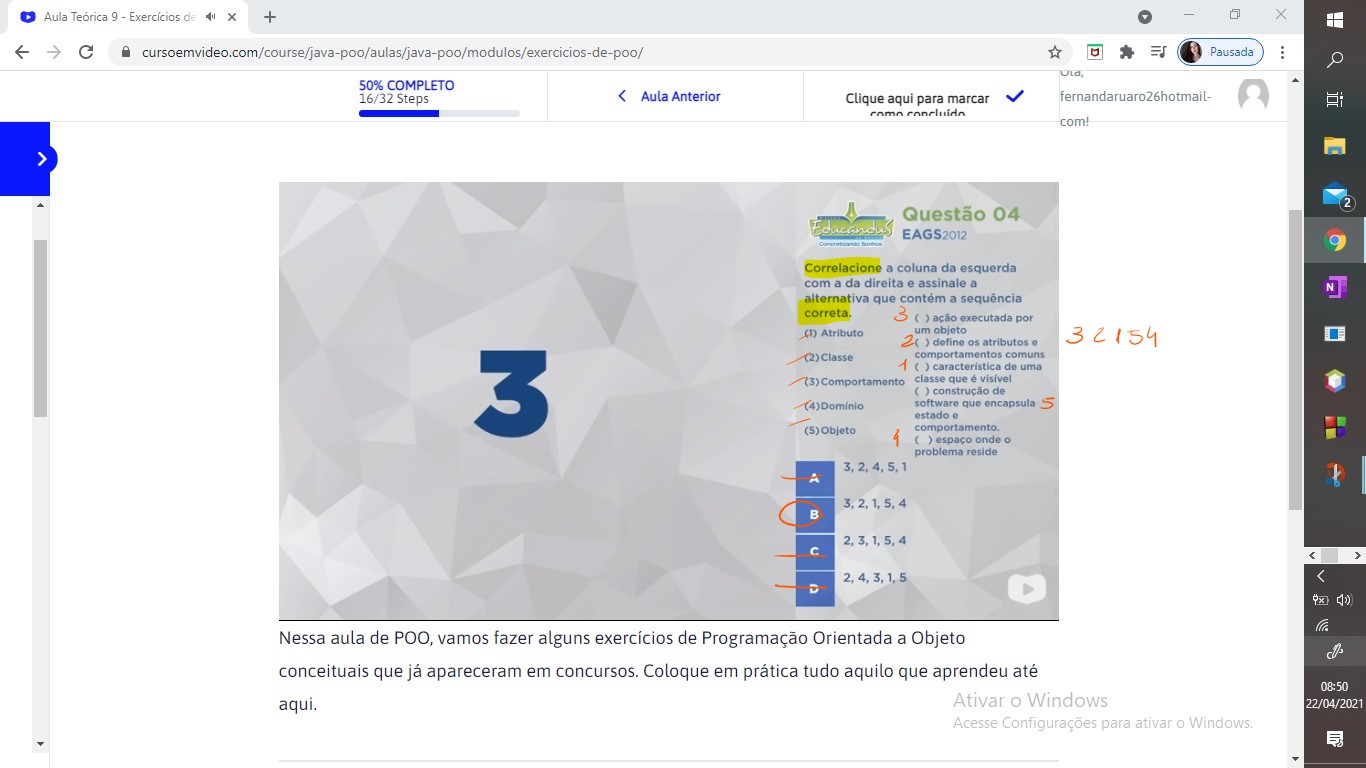 Aula Teórica 9 - Exercícios de
cursoemvideo.com/course/java-poo/aulas/java-poo/modulos/exercicios-de-poo/
Pausada
50% COMPLETO
16/32 Steps
Aula Anterior
Clique aqui para marcar
como concluído
Olá,
fernandaruaro26hotmail-
com!
Educandus
Concretizando Sonhos
Questão 04
EAGS2012
Correlacione a coluna da esquerda
com a da direita e assinale a
alternativa que contém a sequência
correta.
(1) Atributo
(2) Classe
(3) Comportamento
(4) Domínio
(5) Objeto
3 ( ) ação executada por
um objeto
2 ( ) define os atributos e
comportamentos comuns
1 ( ) característica de uma
classe que é visível
( ) construção de
software que encapsula 5
estado e
comportamento.
4 ( ) espaço onde o
problema reside
3 2 1 5 4
3
A 3, 2, 4, 5, 1
B 3, 2, 1, 5, 4
C 2, 3, 1, 5, 4
D 2, 4, 3, 1, 5
Nessa aula de POO, vamos fazer alguns exercícios de Programação Orientada a Objeto
conceituais que já apareceram em concursos. Coloque em prática tudo aquilo que aprendeu até
aqui.
Ativar o Windows
Acesse Configurações para ativar o Windows.
2
N
08:50
22/04/2021